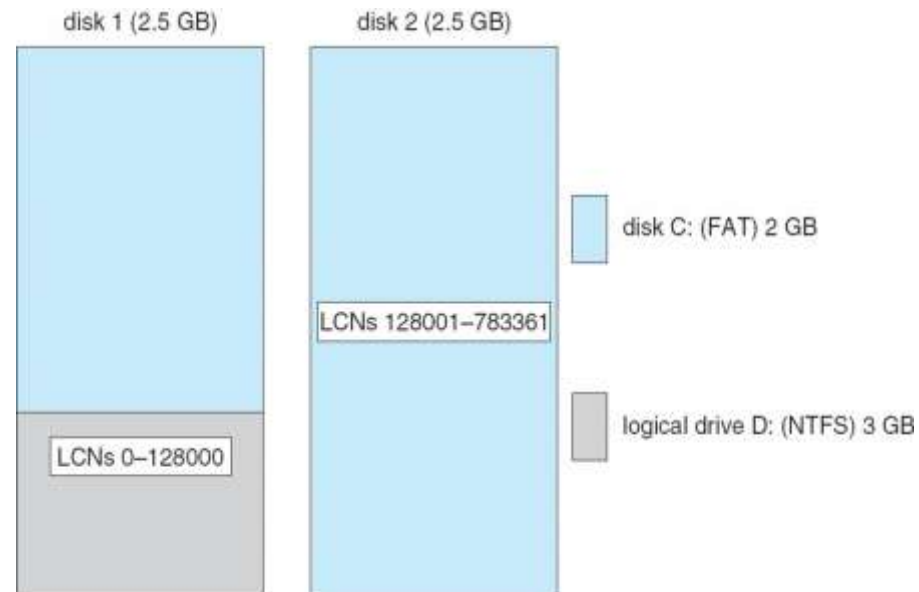 disk 1 (2.5 GB)
disk 2 (2.5 GB)
disk C: (FAT) 2 GB
LCNs 128001–783361
logical drive D: (NTFS) 3 GB
LCNs 0–128000